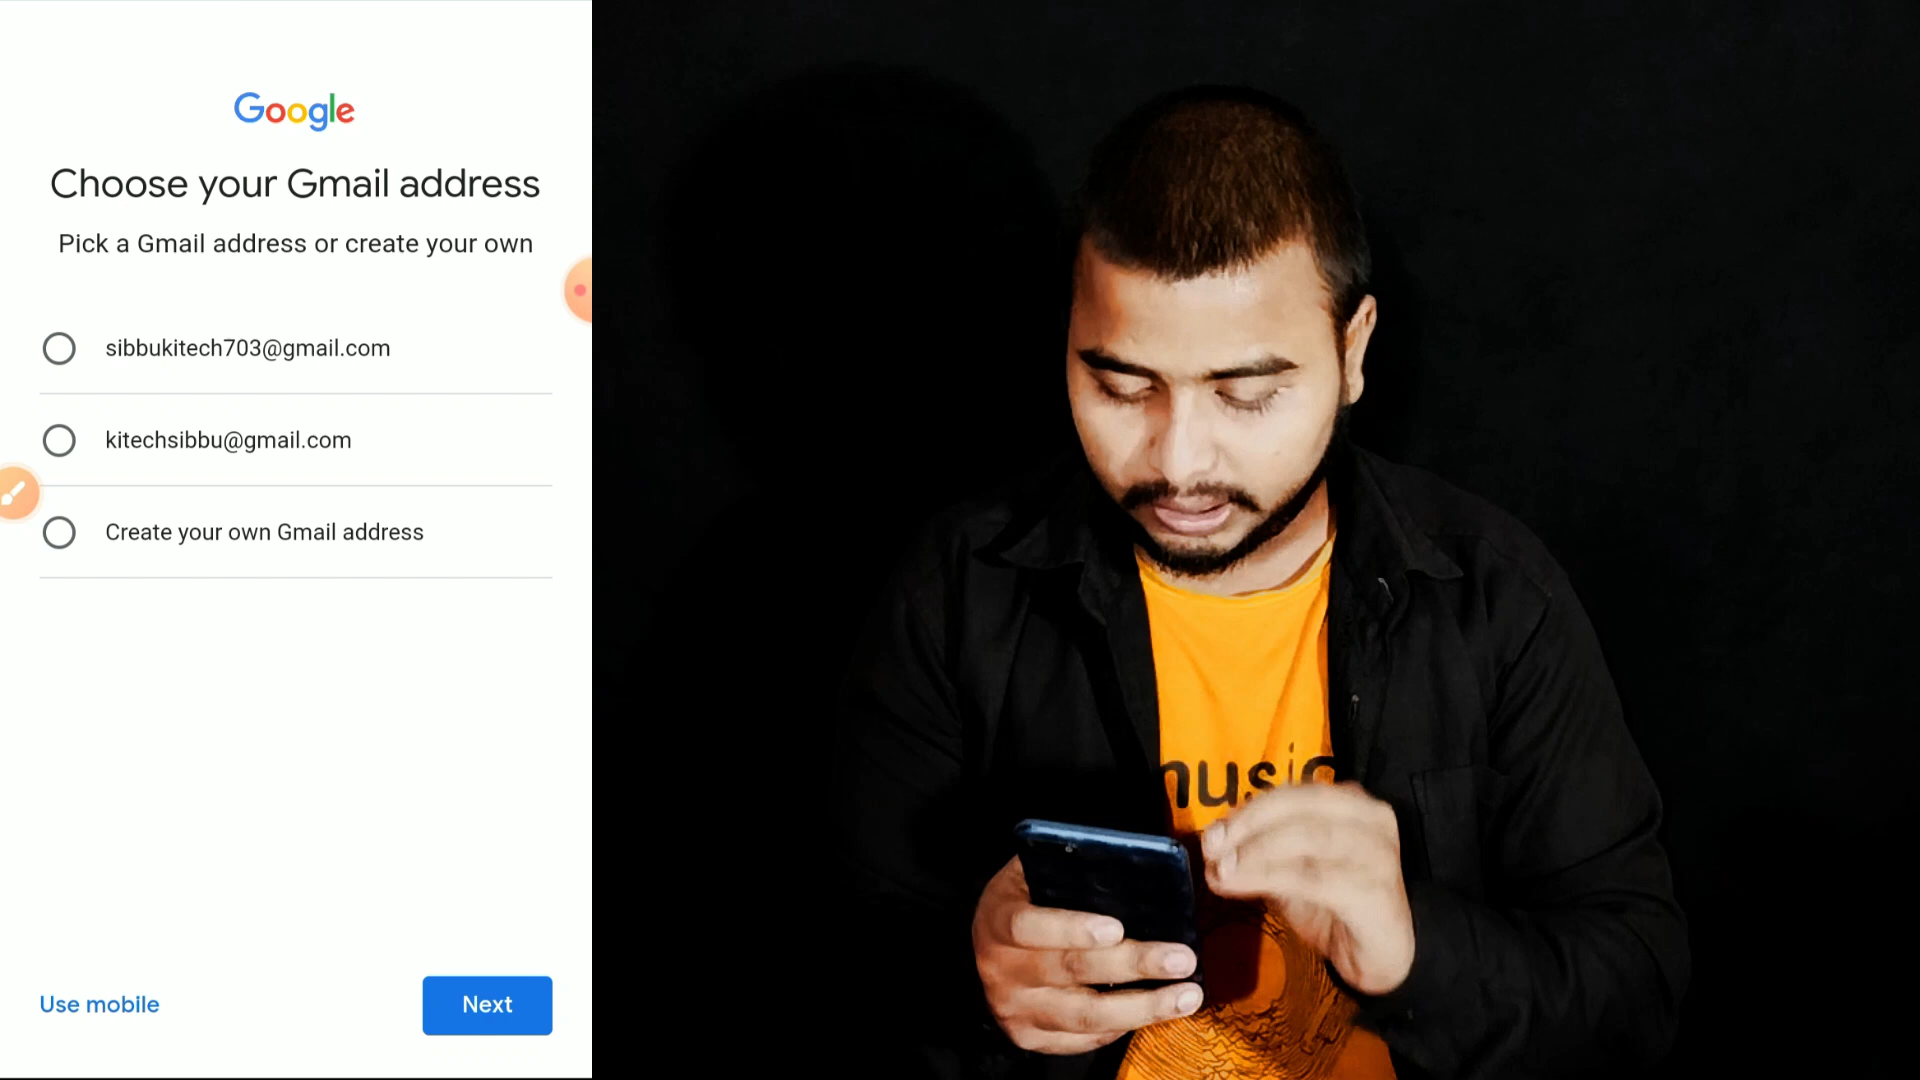 Google
Choose your Gmail address
Pick a Gmail address or create your own
sibbukitech703@gmail.com
kitechsibbu@gmail.com
Create your own Gmail address
Use mobile
Next